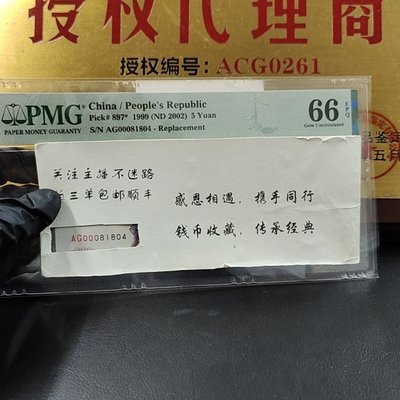 授权代理商
授权编号：ACG0261
PMG
PAPER MONEY GUARANTY
China / People's Republic
Pick# 897* 1999 (ND 2002) 5 Yuan
S/N AG00081804 - Replacement
66 EPQ
Gem Uncirculated
关注主播不迷路
三单包邮顺丰
AG00081804
感恩相遇，携手同行
钱币收藏，传承经典